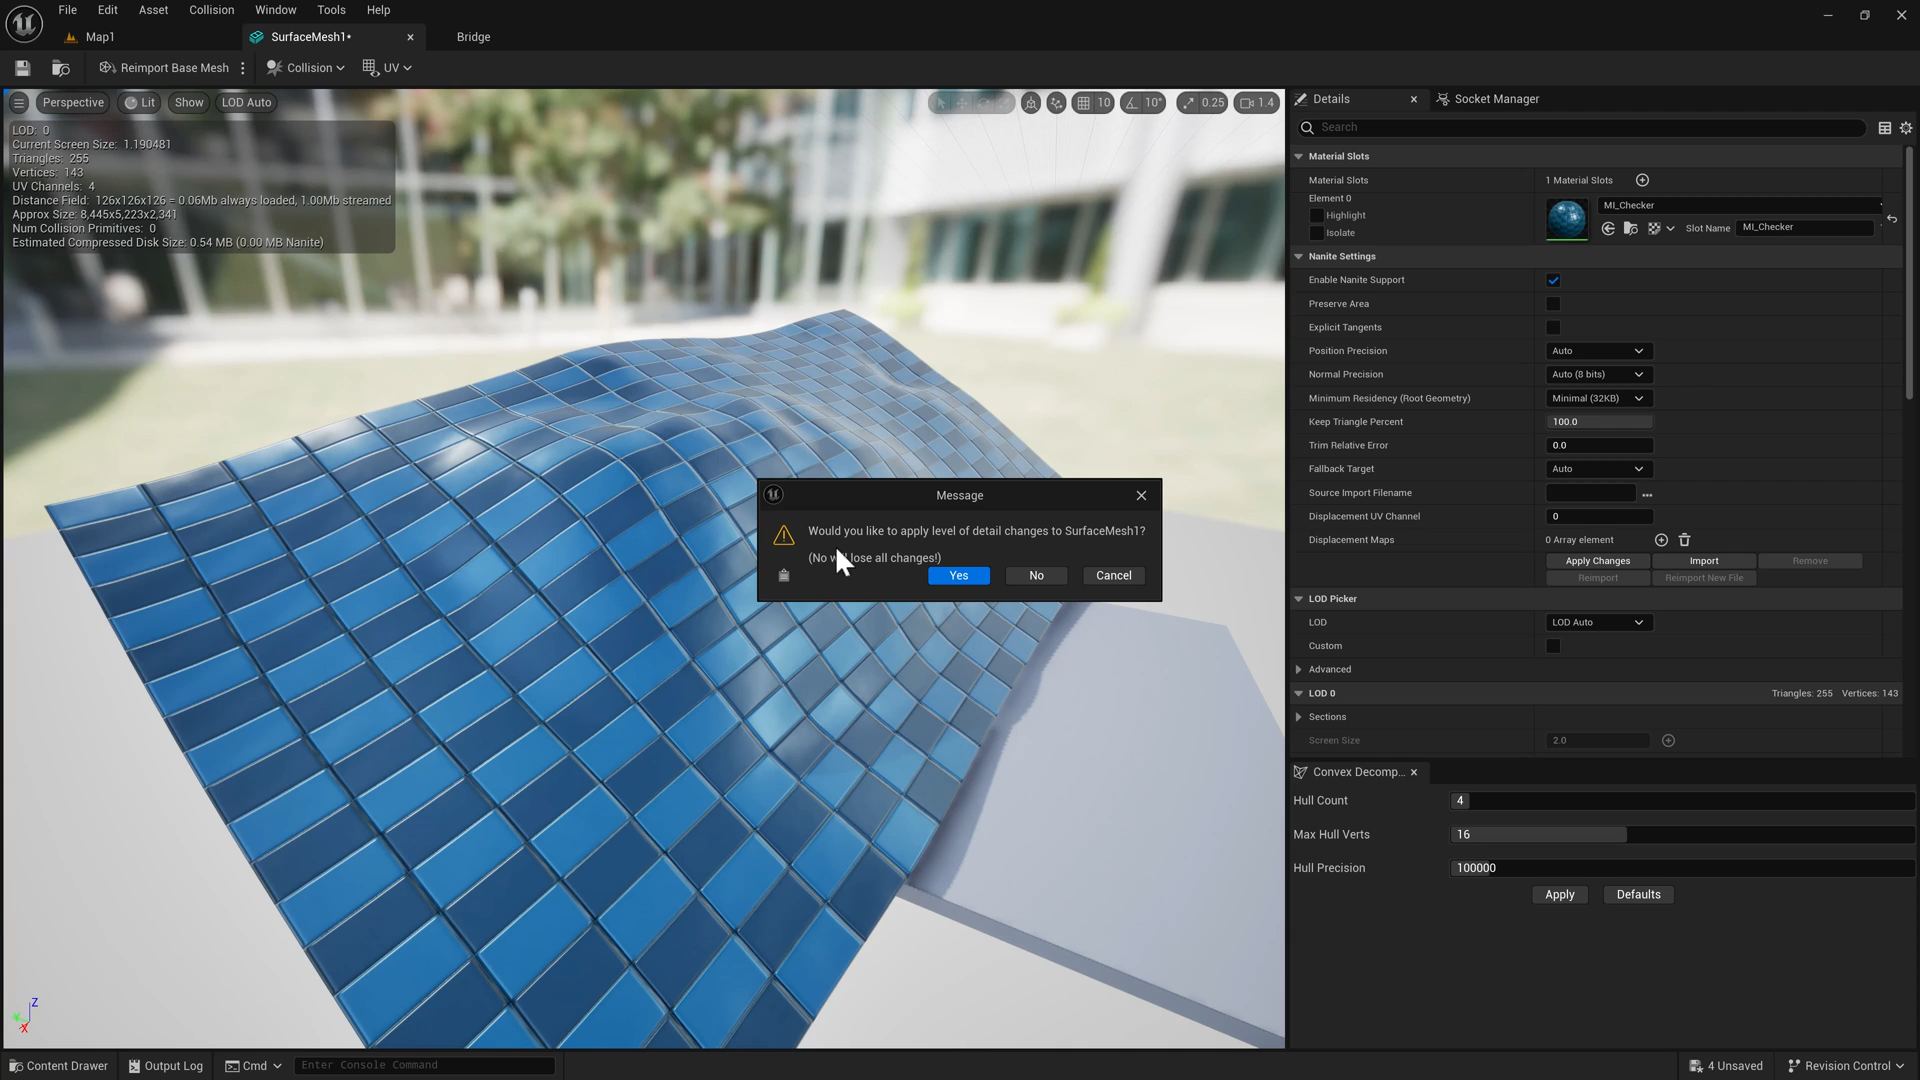 File Edit Asset Collision Window Tools Help
Map1 SurfaceMesh1* Bridge
Reimport Base Mesh Collision UV
Perspective Lit Show LOD Auto 10 10° 0.25 1.4
LOD: 0
Current Screen Size: 1.190481
Triangles: 255
Vertices: 143
UV Channels: 4
Distance Field: 126x126x126 = 0.06Mb always loaded, 1.00Mb streamed
Approx Size: 8,445x5,223x2,341
Num Collision Primitives: 0
Estimated Compressed Disk Size: 0.54 MB (0.00 MB Nanite)
Message
Would you like to apply level of detail changes to SurfaceMesh1?
(No lose all changes!)
Yes No Cancel
Z
X
Details Socket Manager
Search
Material Slots
Material Slots 1 Material Slots
Element 0
Highlight
Isolate
MI_Checker
Slot Name MI_Checker
Nanite Settings
Enable Nanite Support
Preserve Area
Explicit Tangents
Position Precision Auto
Normal Precision Auto (8 bits)
Minimum Residency (Root Geometry) Minimal (32KB)
Keep Triangle Percent 100.0
Trim Relative Error 0.0
Fallback Target Auto
Source Import Filename
Displacement UV Channel 0
Displacement Maps 0 Array element
Apply Changes Import Remove
Reimport Reimport New File
LOD Picker
LOD LOD Auto
Custom
Advanced
LOD 0 Triangles: 255 Vertices: 143
Sections
Screen Size 2.0
Convex Decomp...
Hull Count 4
Max Hull Verts 16
Hull Precision 100000
Apply Defaults
Content Drawer Output Log Cmd Enter Console Command 4 Unsaved Revision Control